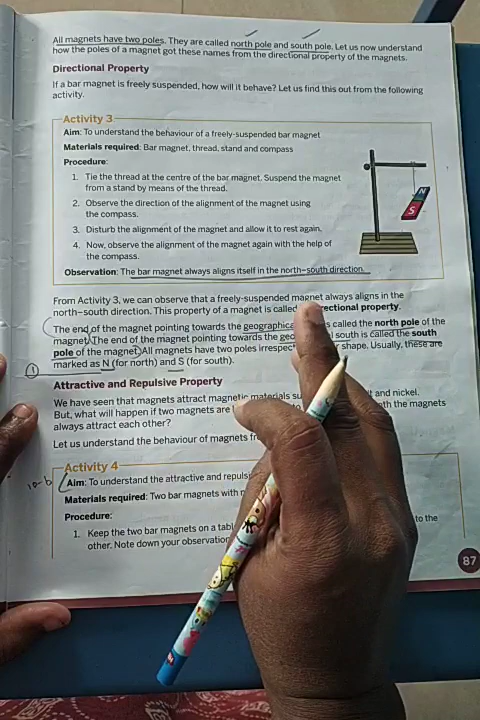 All magnets have two poles. They are called north pole and south pole. Let us now understand
how the poles of a magnet got these names from the directional property of the magnets.
Directional Property
If a bar magnet is freely suspended, how will it behave? Let us find this out from the following
activity.
Activity 3
Aim: To understand the behaviour of a freely-suspended bar magnet
Materials required: Bar magnet, thread, stand and compass
Procedure:
1. Tie the thread at the centre of the bar magnet. Suspend the magnet
from a stand by means of the thread.
2. Observe the direction of the alignment of the magnet using
the compass.
3. Disturb the alignment of the magnet and allow it to rest again.
4. Now, observe the alignment of the magnet again with the help of
the compass.
Observation: The bar magnet always aligns itself in the north-south direction.
N
S
From Activity 3, we can observe that a freely-suspended magnet always aligns in the
north-south direction. This property of a magnet is called directional property.
The end of the magnet pointing towards the geographica s called the north pole of the
magnet. The end of the magnet pointing towards the geo l south is called the south
pole of the magnet. All magnets have two poles irrespec shape. Usually, these are
1 marked as N (for north) and S (for south).
Attractive and Repulsive Property
We have seen that magnets attract magnetic materials su t and nickel.
But, what will happen if two magnets are th the magnets
always attract each other?
Let us understand the behaviour of magnets fr
Activity 4
10-b Aim: To understand the attractive and repuls
Materials required: Two bar magnets with
Procedure:
1. Keep the two bar magnets on a tabl to the
other. Note down your observation
87